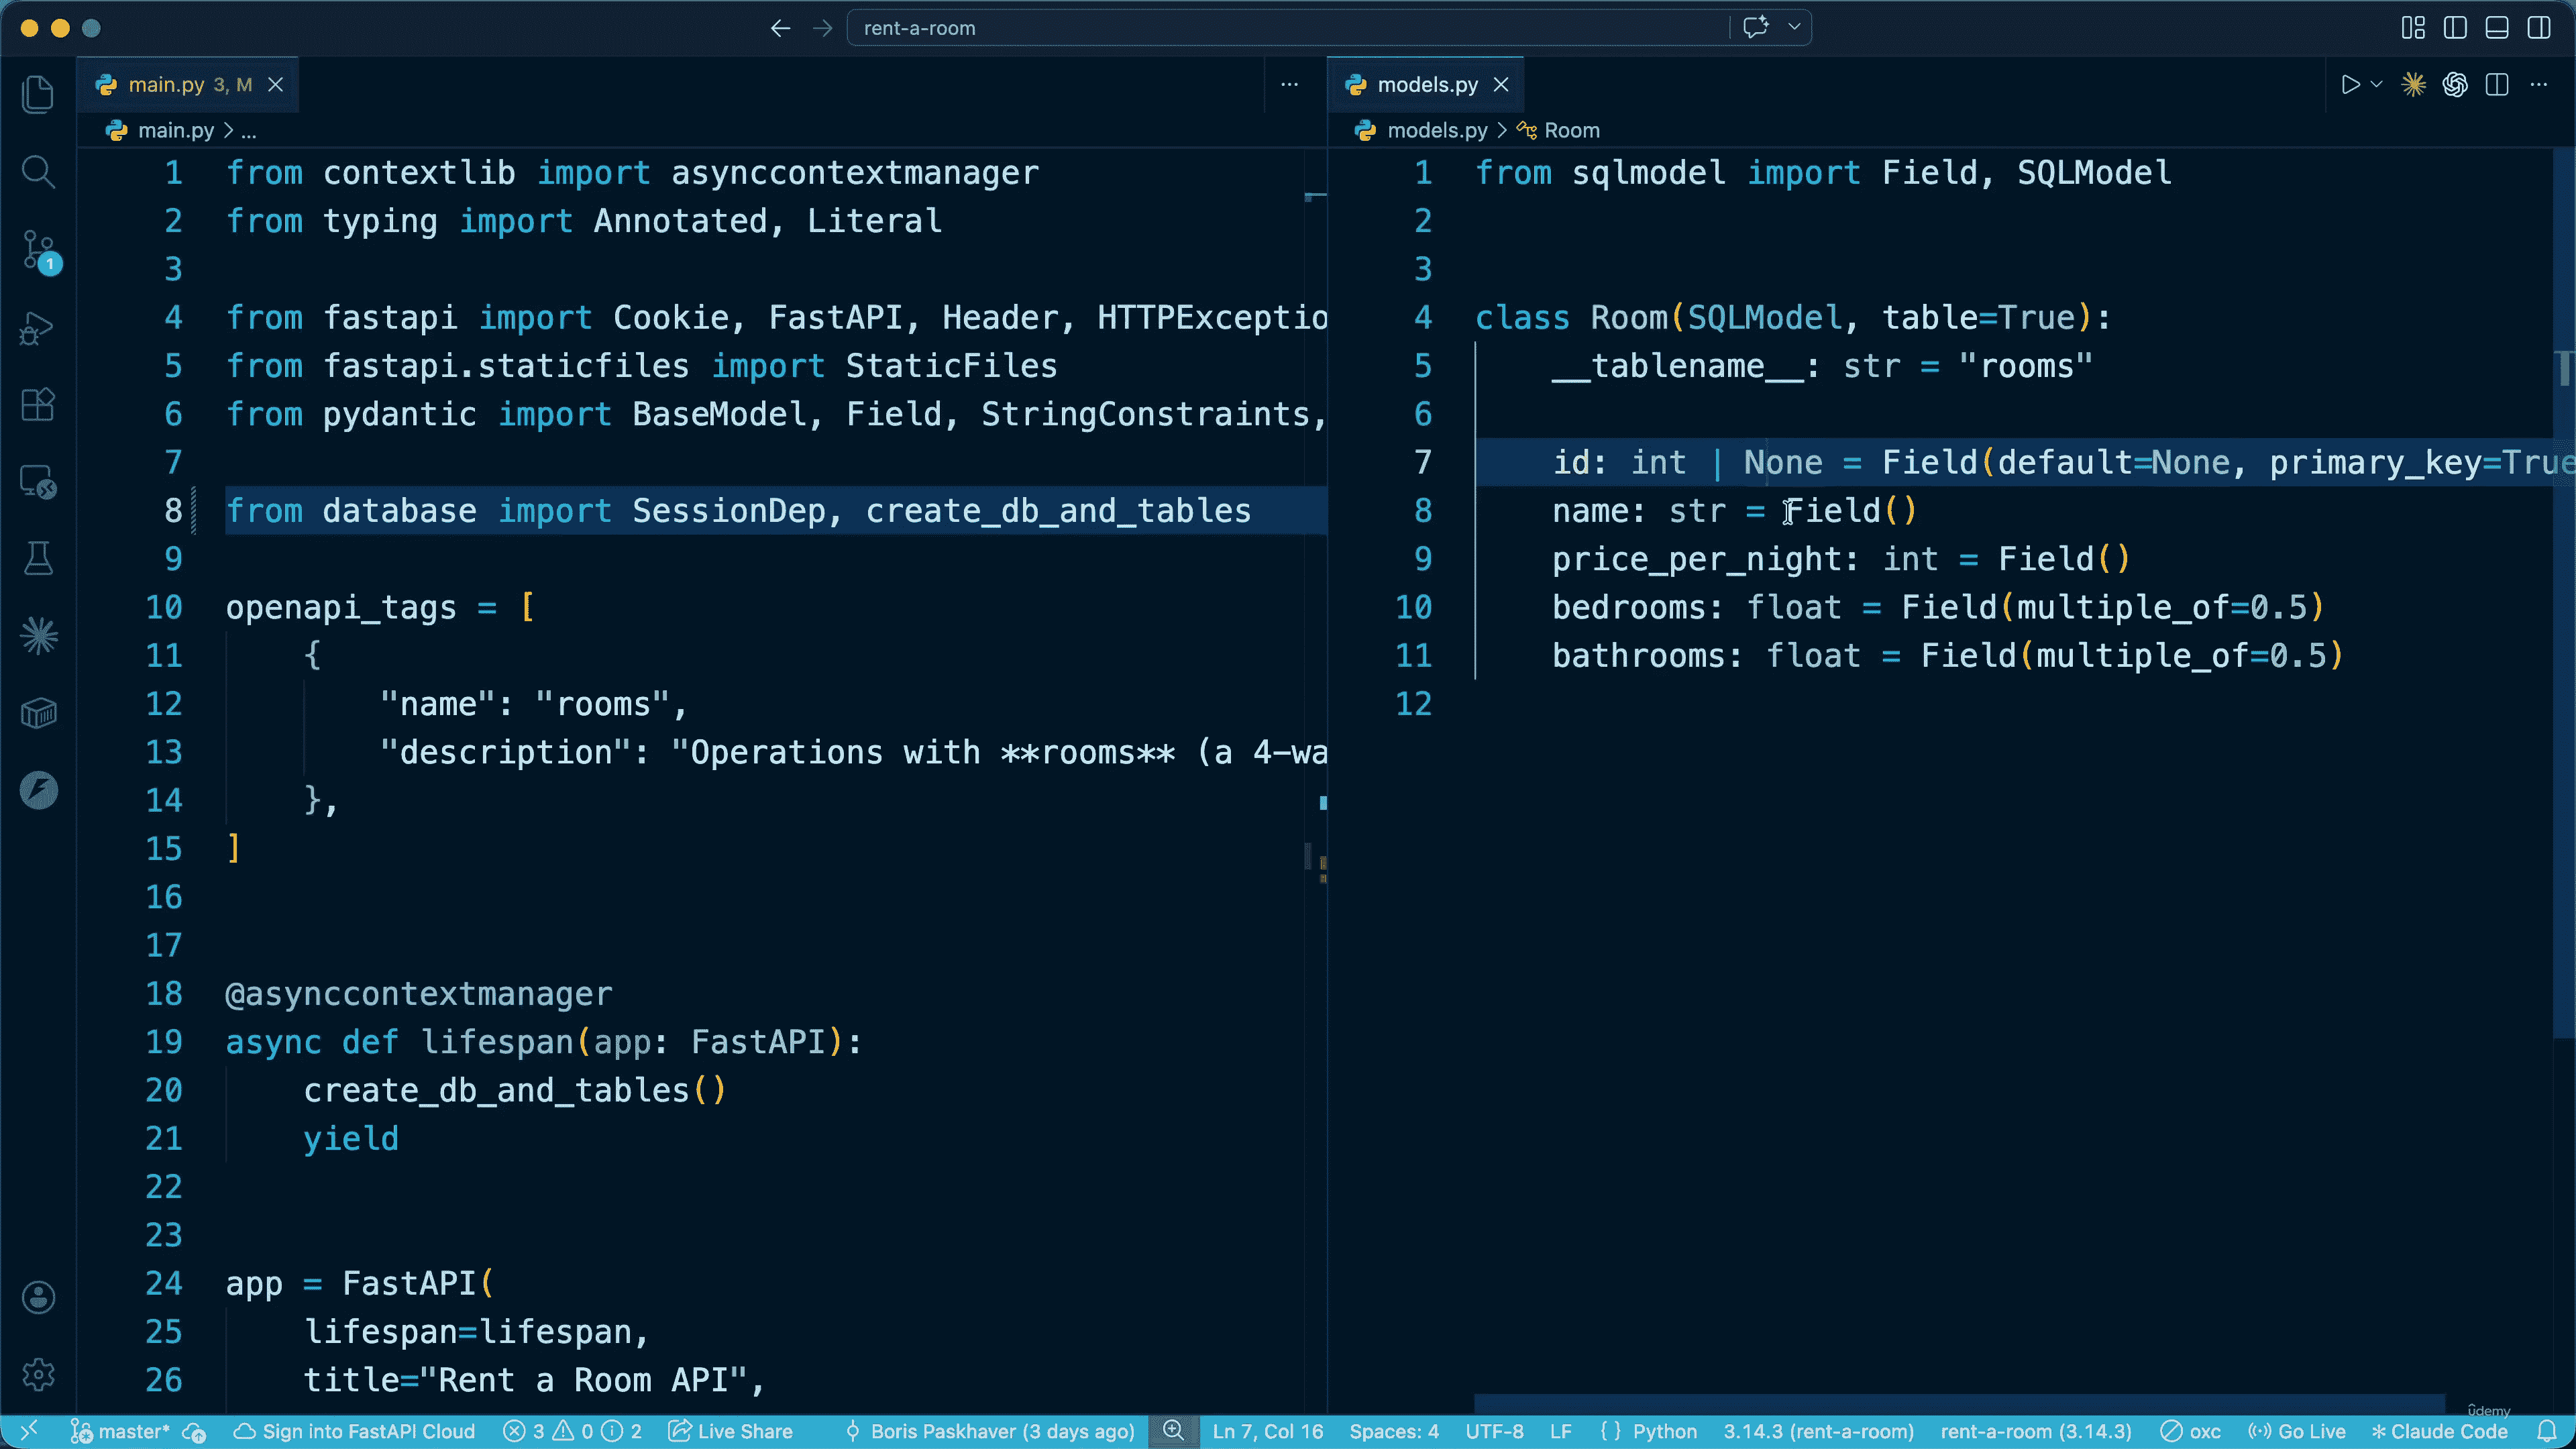 rent-a-room
main.py 3, M
main.py > ...
1 from contextlib import asynccontextmanager
2 from typing import Annotated, Literal
3
4 from fastapi import Cookie, FastAPI, Header, HTTPExceptio
5 from fastapi.staticfiles import StaticFiles
6 from pydantic import BaseModel, Field, StringConstraints,
7
8 from database import SessionDep, create_db_and_tables
9
10 openapi_tags = [
11 {
12 "name": "rooms",
13 "description": "Operations with **rooms** (a 4-wa
14 },
15 ]
16
17
18 @asynccontextmanager
19 async def lifespan(app: FastAPI):
20 create_db_and_tables()
21 yield
22
23
24 app = FastAPI(
25 lifespan=lifespan,
26 title="Rent a Room API",
models.py
models.py > Room
1 from sqlmodel import Field, SQLModel
2
3
4 class Room(SQLModel, table=True):
5 __tablename__: str = "rooms"
6
7 id: int | None = Field(default=None, primary_key=True
8 name: str = Field()
9 price_per_night: int = Field()
10 bedrooms: float = Field(multiple_of=0.5)
11 bathrooms: float = Field(multiple_of=0.5)
12
1
ûdemy
master* Sign into FastAPI Cloud 3 0 2 Live Share Boris Paskhaver (3 days ago) Ln 7, Col 16 Spaces: 4 UTF-8 LF { } Python 3.14.3 (rent-a-room) rent-a-room (3.14.3) oxc Go Live Claude Code